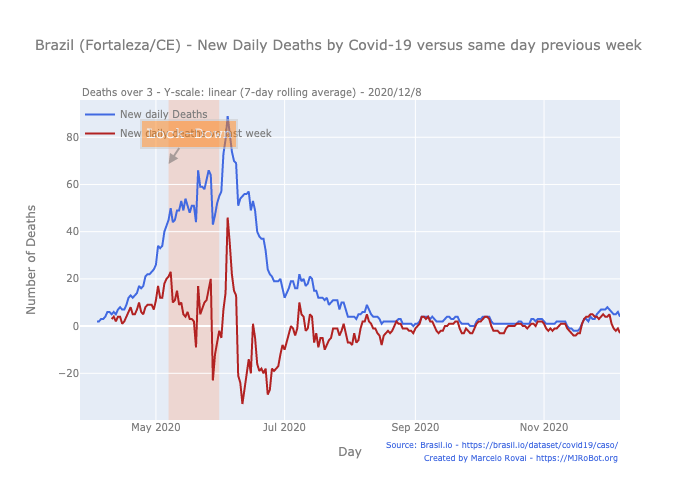 Brazil (Fortaleza/CE) - New Daily Deaths by Covid-19 versus same day previous week
Deaths over 3 - Y-scale: linear (7-day rolling average) - 2020/12/8
New daily Deaths
New daily deaths last week
Lock-Down
80
60
40
20
0
−20
Number of Deaths
May 2020
Jul 2020
Sep 2020
Nov 2020
Day
Source: Brasil.io - https://brasil.io/dataset/covid19/caso/
Created by Marcelo Rovai - https://MJRoBot.org